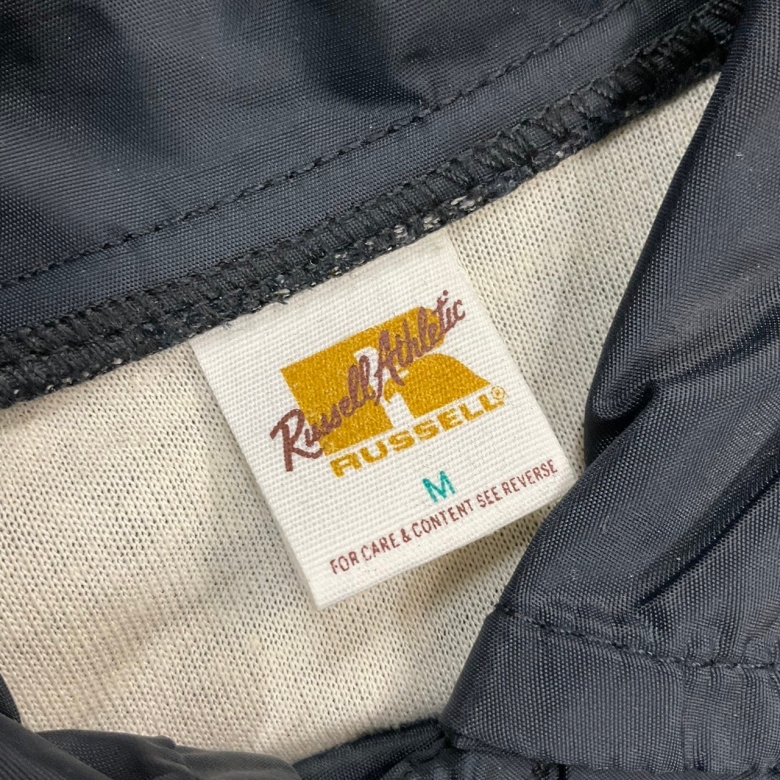 Russell Athletic
RUSSELL®
M
FOR CARE & CONTENT SEE REVERSE